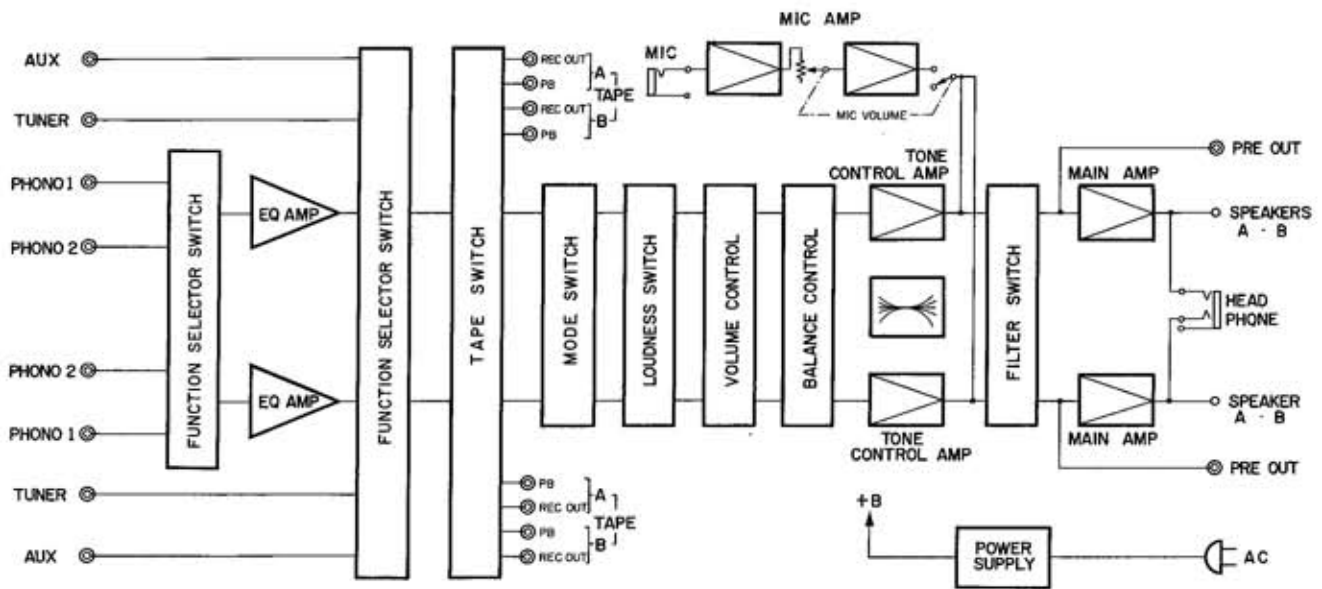 MIC AMP
AUX
REC OUT
A
MIC
PB
TAPE
REC OUT
B
MIC VOLUME
TUNER
PB
PRE OUT
TONE
CONTROL AMP
MAIN AMP
PHONO 1
EQ AMP
SPEAKERS
A - B
PHONO 2
FUNCTION SELECTOR SWITCH
FUNCTION SELECTOR SWITCH
TAPE SWITCH
MODE SWITCH
LOUDNESS SWITCH
VOLUME CONTROL
BALANCE CONTROL
FILTER SWITCH
HEAD
PHONE
PHONO 2
EQ AMP
SPEAKER
A - B
PHONO 1
MAIN AMP
TONE
CONTROL AMP
PRE OUT
TUNER
PB
A
REC OUT
TAPE
PB
B
REC OUT
+B
AUX
POWER
SUPPLY
AC